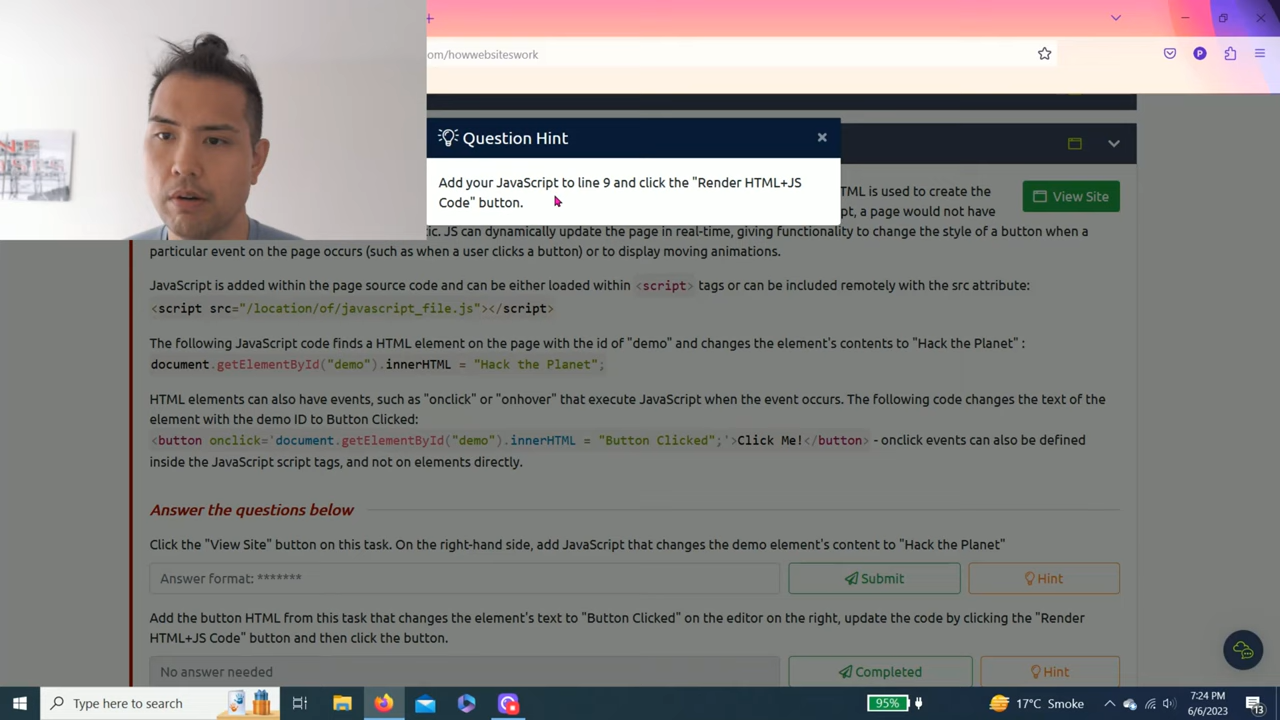 com/howwebsiteswork
Question Hint
Add your JavaScript to line 9 and click the "Render HTML+JS
Code" button.
TML is used to create the
View Site
pt, a page would not have
tic. JS can dynamically update the page in real-time, giving functionality to change the style of a button when a
particular event on the page occurs (such as when a user clicks a button) or to display moving animations.
JavaScript is added within the page source code and can be either loaded within <script> tags or can be included remotely with the src attribute:
<script src="/location/of/javascript_file.js"></script>
The following JavaScript code finds a HTML element on the page with the id of "demo" and changes the element's contents to "Hack the Planet" :
document.getElementById("demo").innerHTML = "Hack the Planet";
HTML elements can also have events, such as "onclick" or "onhover" that execute JavaScript when the event occurs. The following code changes the text of the
element with the demo ID to Button Clicked:
<button onclick='document.getElementById("demo").innerHTML = "Button Clicked";'>Click Me!</button> - onclick events can also be defined
inside the JavaScript script tags, and not on elements directly.
Answer the questions below
Click the "View Site" button on this task. On the right-hand side, add JavaScript that changes the demo element's content to "Hack the Planet"
Answer format: *******
Submit
Hint
Add the button HTML from this task that changes the element's text to "Button Clicked" on the editor on the right, update the code by clicking the "Render
HTML+JS Code" button and then click the button.
No answer needed
Completed
Hint
Type here to search
95%
17°C Smoke
7:24 PM
6/6/2023
13